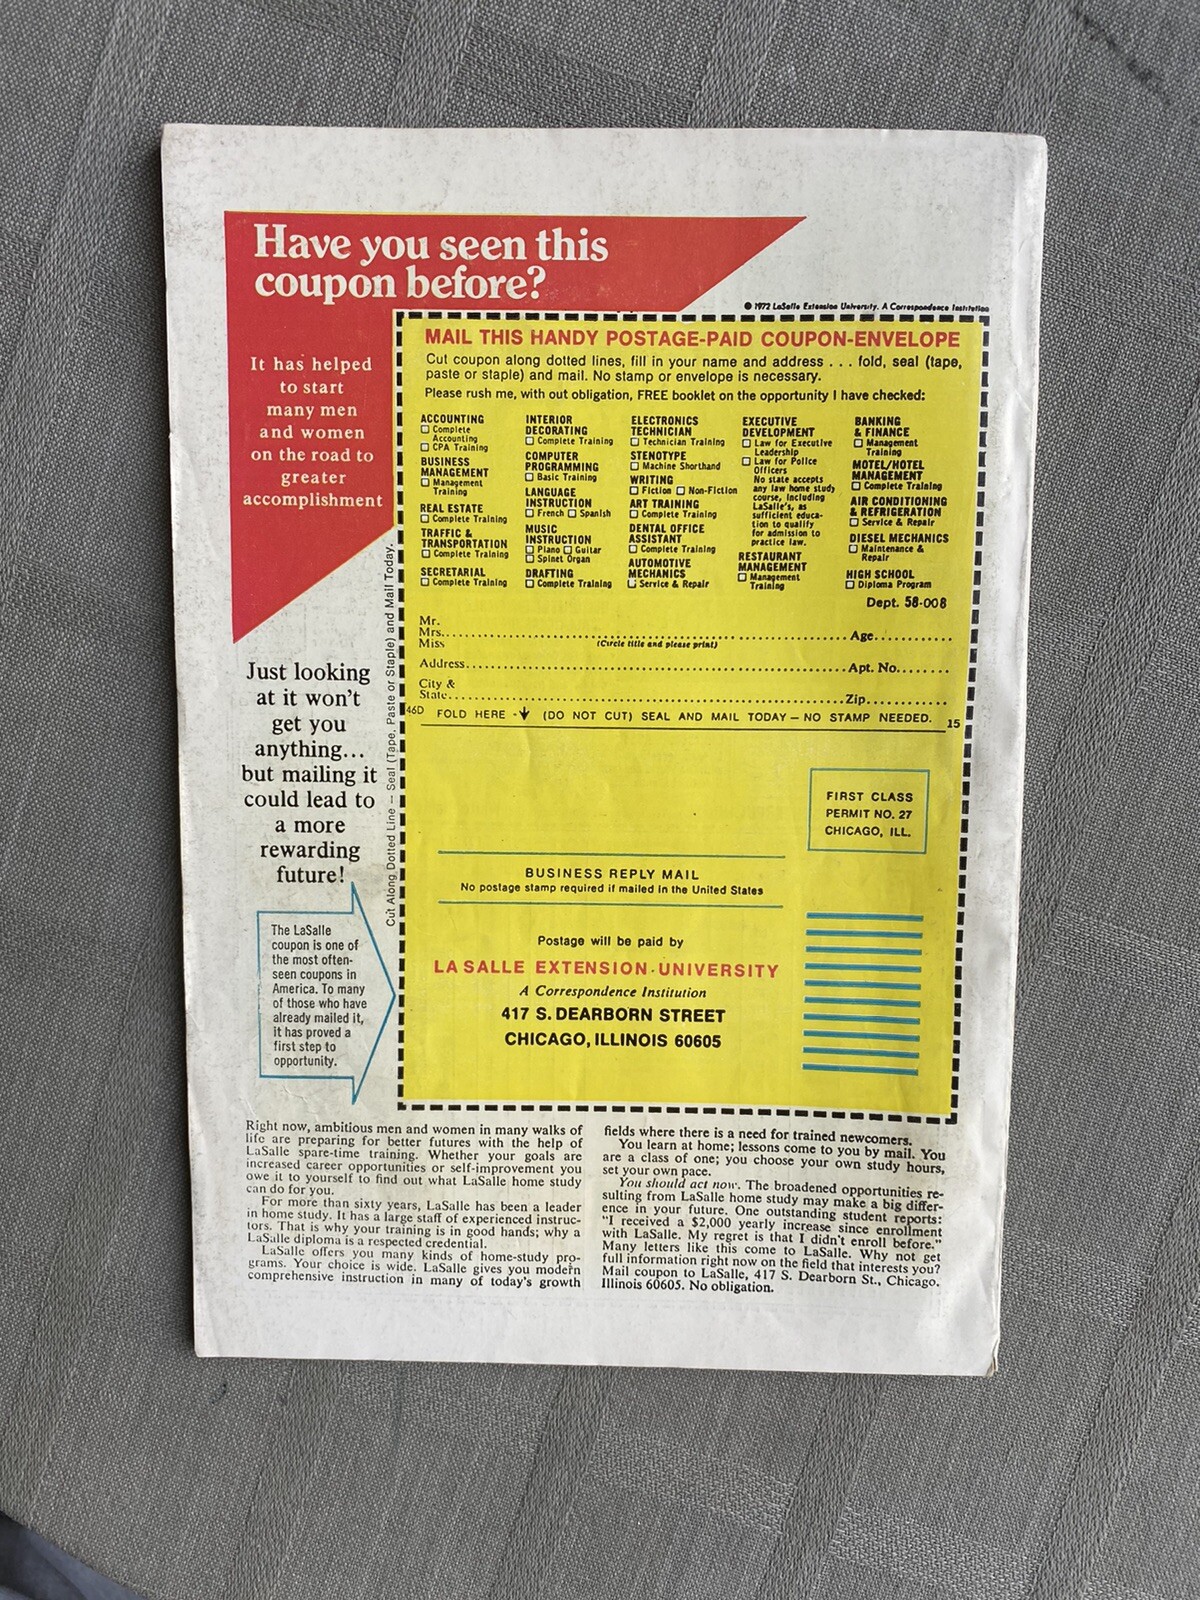 Have you seen this
coupon before?
© 1972 LaSalle Extension University. A Correspondence Institution
It has helped
to start
many men
and women
on the road to
greater
accomplishment
Just looking
at it won't
get you
anything...
but mailing it
could lead to
a more
rewarding
future!
The LaSalle
coupon is one of
the most often-
seen coupons in
America. To many
of those who have
already mailed it,
it has proved a
first step to
opportunity.
Cut Along Dotted Line – Seal (Tape, Paste or Staple) and Mail Today.
MAIL THIS HANDY POSTAGE-PAID COUPON-ENVELOPE
Cut coupon along dotted lines, fill in your name and address . . . fold, seal (tape,
paste or staple) and mail. No stamp or envelope is necessary.
Please rush me, with out obligation, FREE booklet on the opportunity I have checked:
ACCOUNTING
Complete
Accounting
CPA Training
BUSINESS
MANAGEMENT
Management
Training
REAL ESTATE
Complete Training
TRAFFIC &
TRANSPORTATION
Complete Training
SECRETARIAL
Complete Training
INTERIOR
DECORATING
Complete Training
COMPUTER
PROGRAMMING
Basic Training
LANGUAGE
INSTRUCTION
French Spanish
MUSIC
INSTRUCTION
Piano Guitar
Spinet Organ
DRAFTING
Complete Training
ELECTRONICS
TECHNICIAN
Technician Training
STENOTYPE
Machine Shorthand
WRITING
Fiction Non-Fiction
ART TRAINING
Complete Training
DENTAL OFFICE
ASSISTANT
Complete Training
AUTOMOTIVE
MECHANICS
Service & Repair
EXECUTIVE
DEVELOPMENT
Law for Executive
Leadership
Law for Police
Officers
No state accepts
any law home study
course, including
LaSalle's, as
sufficient educa-
tion to qualify
for admission to
practice law.
RESTAURANT
MANAGEMENT
Management
Training
BANKING
& FINANCE
Management
Training
MOTEL/HOTEL
MANAGEMENT
Complete Training
AIR CONDITIONING
& REFRIGERATION
Service & Repair
DIESEL MECHANICS
Maintenance &
Repair
HIGH SCHOOL
Diploma Program
Dept. 58-008
Mr.
Mrs. Age
Miss (Circle title and please print)
Address Apt. No.
City &
State Zip
46D FOLD HERE - (DO NOT CUT) SEAL AND MAIL TODAY — NO STAMP NEEDED. 15
FIRST CLASS
PERMIT NO. 27
CHICAGO, ILL.
BUSINESS REPLY MAIL
No postage stamp required if mailed in the United States
Postage will be paid by
LA SALLE EXTENSION UNIVERSITY
A Correspondence Institution
417 S. DEARBORN STREET
CHICAGO, ILLINOIS 60605
Right now, ambitious men and women in many walks of
life are preparing for better futures with the help of
LaSalle spare-time training. Whether your goals are
increased career opportunities or self-improvement you
owe it to yourself to find out what LaSalle home study
can do for you.
For more than sixty years, LaSalle has been a leader
in home study. It has a large staff of experienced instruc-
tors. That is why your training is in good hands; why a
LaSalle diploma is a respected credential.
LaSalle offers you many kinds of home-study pro-
grams. Your choice is wide. LaSalle gives you modern
comprehensive instruction in many of today's growth
fields where there is a need for trained newcomers.
You learn at home; lessons come to you by mail. You
are a class of one; you choose your own study hours,
set your own pace.
You should act now. The broadened opportunities re-
sulting from LaSalle home study may make a big differ-
ence in your future. One outstanding student reports:
"I received a $2,000 yearly increase since enrollment
with LaSalle. My regret is that I didn't enroll before."
Many letters like this come to LaSalle. Why not get
full information right now on the field that interests you?
Mail coupon to LaSalle, 417 S. Dearborn St., Chicago,
Illinois 60605. No obligation.